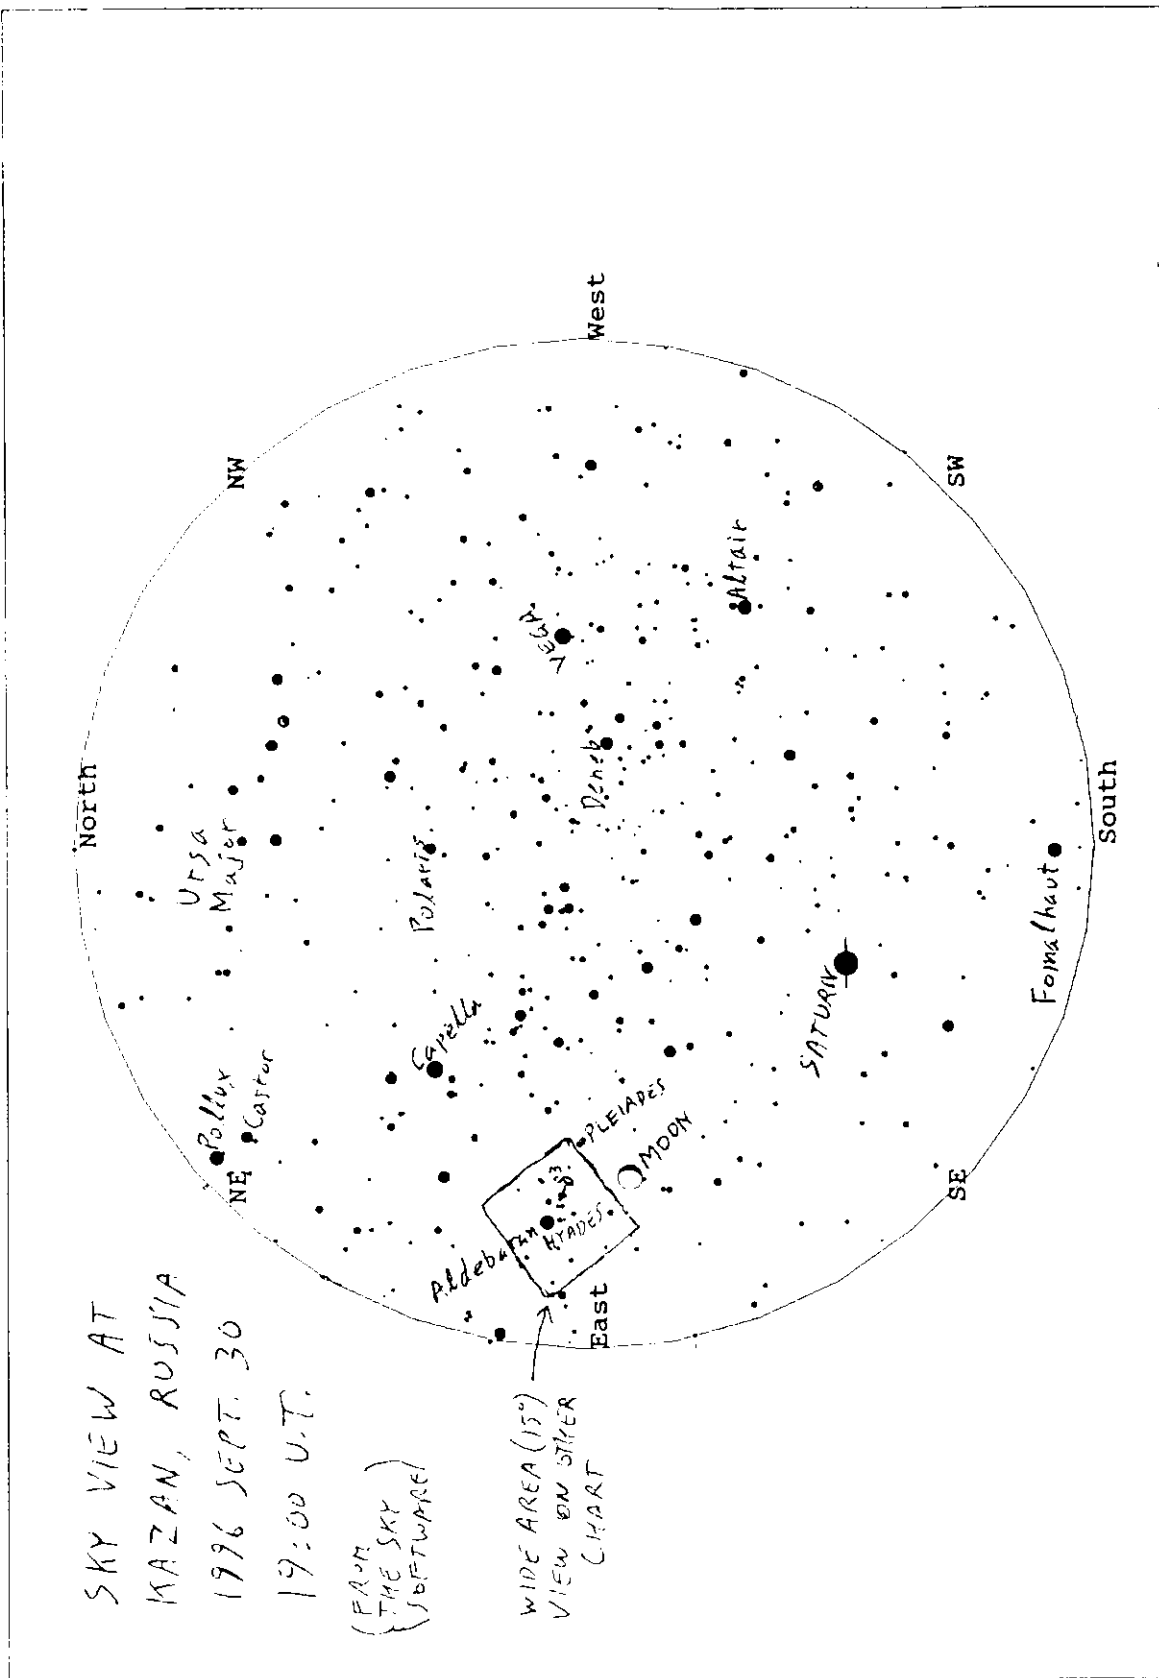 SKY VIEW AT
KAZAN, RUSSIA
1996 SEPT. 30
19:00 U.T.
(FROM
THE SKY
SOFTWARE)
WIDE AREA (15°)
VIEW ON OTHER
CHART
North
NE
NW
East
West
SE
SW
South
Pollux
Castor
Ursa
Major
Capella
Polaris
Aldebaran
HYADES
PLEIADES
MOON
VEGA
Deneb
Altair
SATURN
Fomalhaut